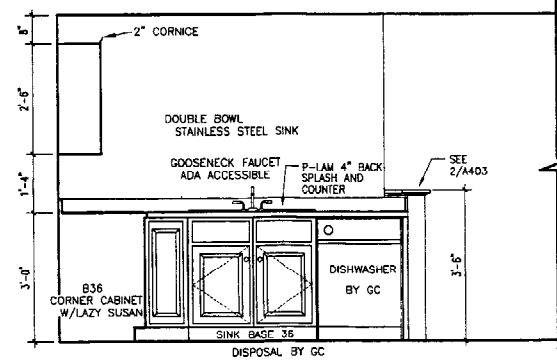 8"
2" CORNICE
2'-6"
DOUBLE BOWL
STAINLESS STEEL SINK
GOOSENECK FAUCET
ADA ACCESSIBLE
P-LAM 4" BACK
SPLASH AND
COUNTER
SEE
2/A403
1'-4"
3'-0"
B36
CORNER CABINET
W/LAZY SUSAN
DISHWASHER
BY GC
3'-6"
SINK BASE 36
DISPOSAL BY GC